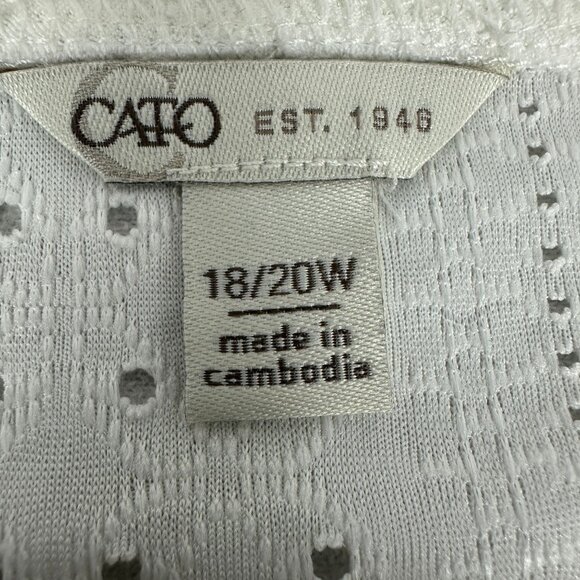 CATO EST. 1946
18/20W
made in
cambodia